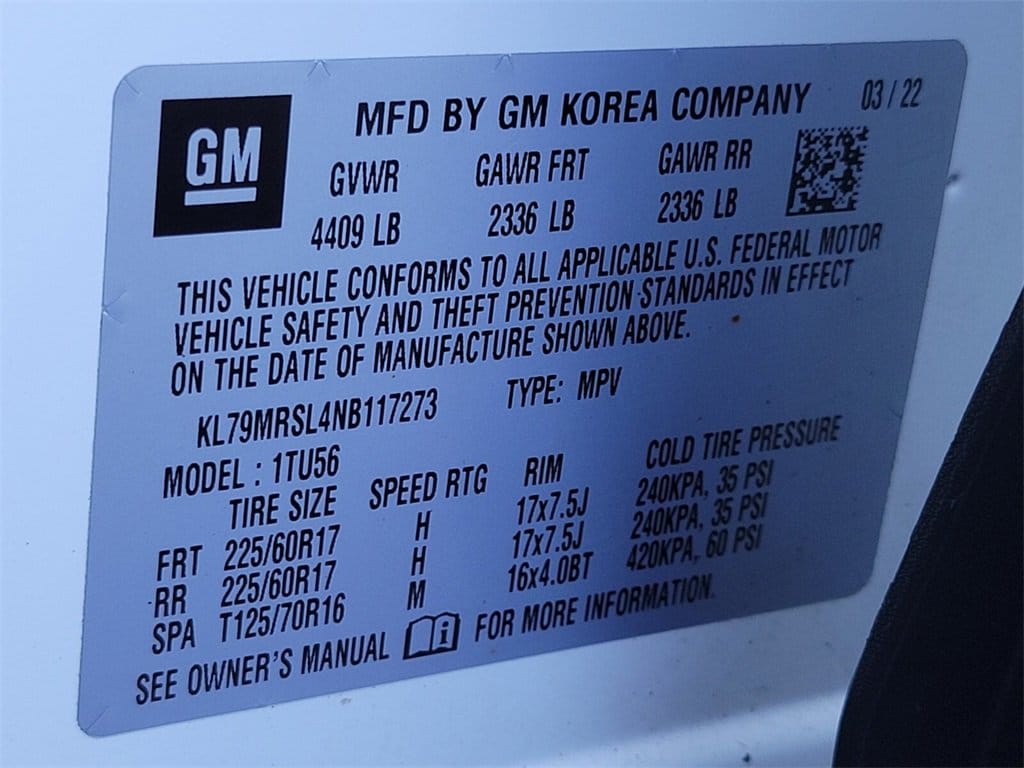 GM
MFD BY GM KOREA COMPANY 03 / 22
GVWR GAWR FRT GAWR RR
4409 LB 2336 LB 2336 LB
THIS VEHICLE CONFORMS TO ALL APPLICABLE U.S. FEDERAL MOTOR
VEHICLE SAFETY AND THEFT PREVENTION STANDARDS IN EFFECT
ON THE DATE OF MANUFACTURE SHOWN ABOVE.
KL79MRSL4NB117273 TYPE: MPV
MODEL : 1TU56
TIRE SIZE SPEED RTG RIM COLD TIRE PRESSURE
FRT 225/60R17 H 17x7.5J 240KPA, 35 PSI
RR 225/60R17 H 17x7.5J 240KPA, 35 PSI
SPA T125/70R16 M 16x4.0BT 420KPA, 60 PSI
SEE OWNER'S MANUAL i FOR MORE INFORMATION.